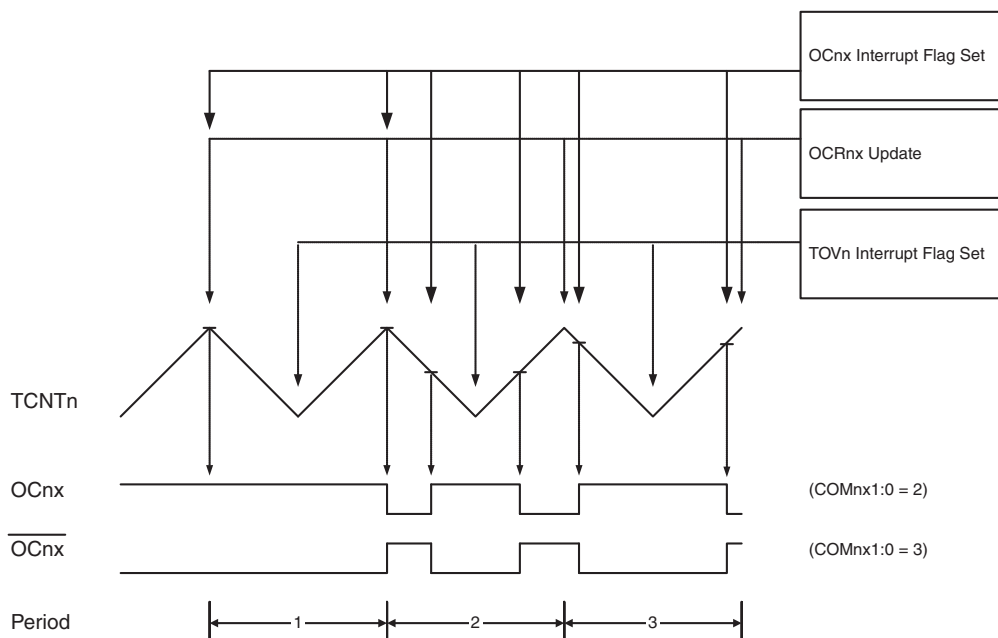 OCnx Interrupt Flag Set
OCRnx Update
TOVn Interrupt Flag Set
TCNTn
OCnx
(COMnx1:0 = 2)
OCnx
(COMnx1:0 = 3)
Period
1
2
3